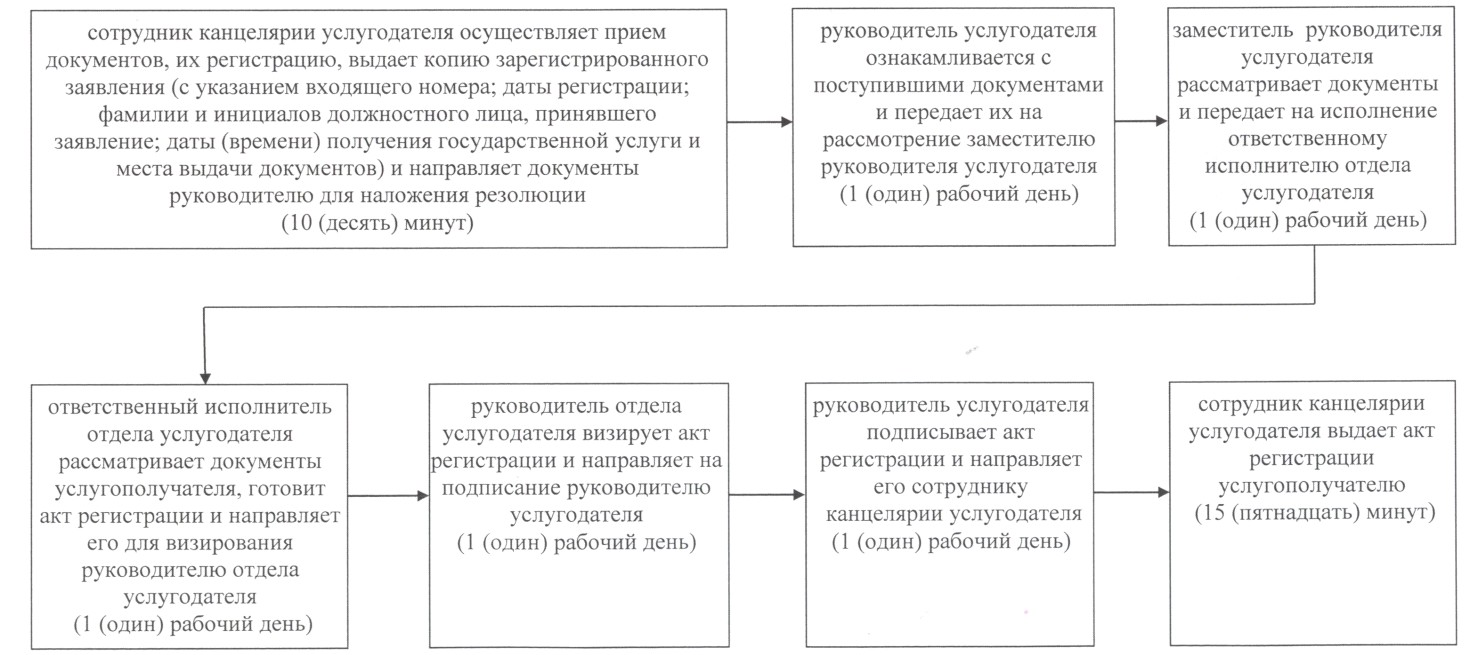 сотрудник канцелярии услугодателя осуществляет прием
документов, их регистрацию, выдает копию зарегистрированного
заявления (с указанием входящего номера; даты регистрации;
фамилии и инициалов должностного лица, принявшего
заявление; даты (времени) получения государственной услуги и
места выдачи документов) и направляет документы
руководителю для наложения резолюции
(10 (десять) минут)
руководитель услугодателя
ознакамливается с
поступившими документами
и передает их на
рассмотрение заместителю
руководителя услугодателя
(1 (один) рабочий день)
заместитель руководителя
услугодателя
рассматривает документы
и передает на исполнение
ответственному
исполнителю отдела
услугодателя
(1 (один) рабочий день)
ответственный исполнитель
отдела услугодателя
рассматривает документы
услугополучателя, готовит
акт регистрации и направляет
его для визирования
руководителю отдела
услугодателя
(1 (один) рабочий день)
руководитель отдела
услугодателя визирует акт
регистрации и направляет на
подписание руководителю
услугодателя
(1 (один) рабочий день)
руководитель услугодателя
подписывает акт
регистрации и направляет
его сотруднику
канцелярии услугодателя
(1 (один) рабочий день)
сотрудник канцелярии
услугодателя выдает акт
регистрации
услугополучателю
(15 (пятнадцать) минут)